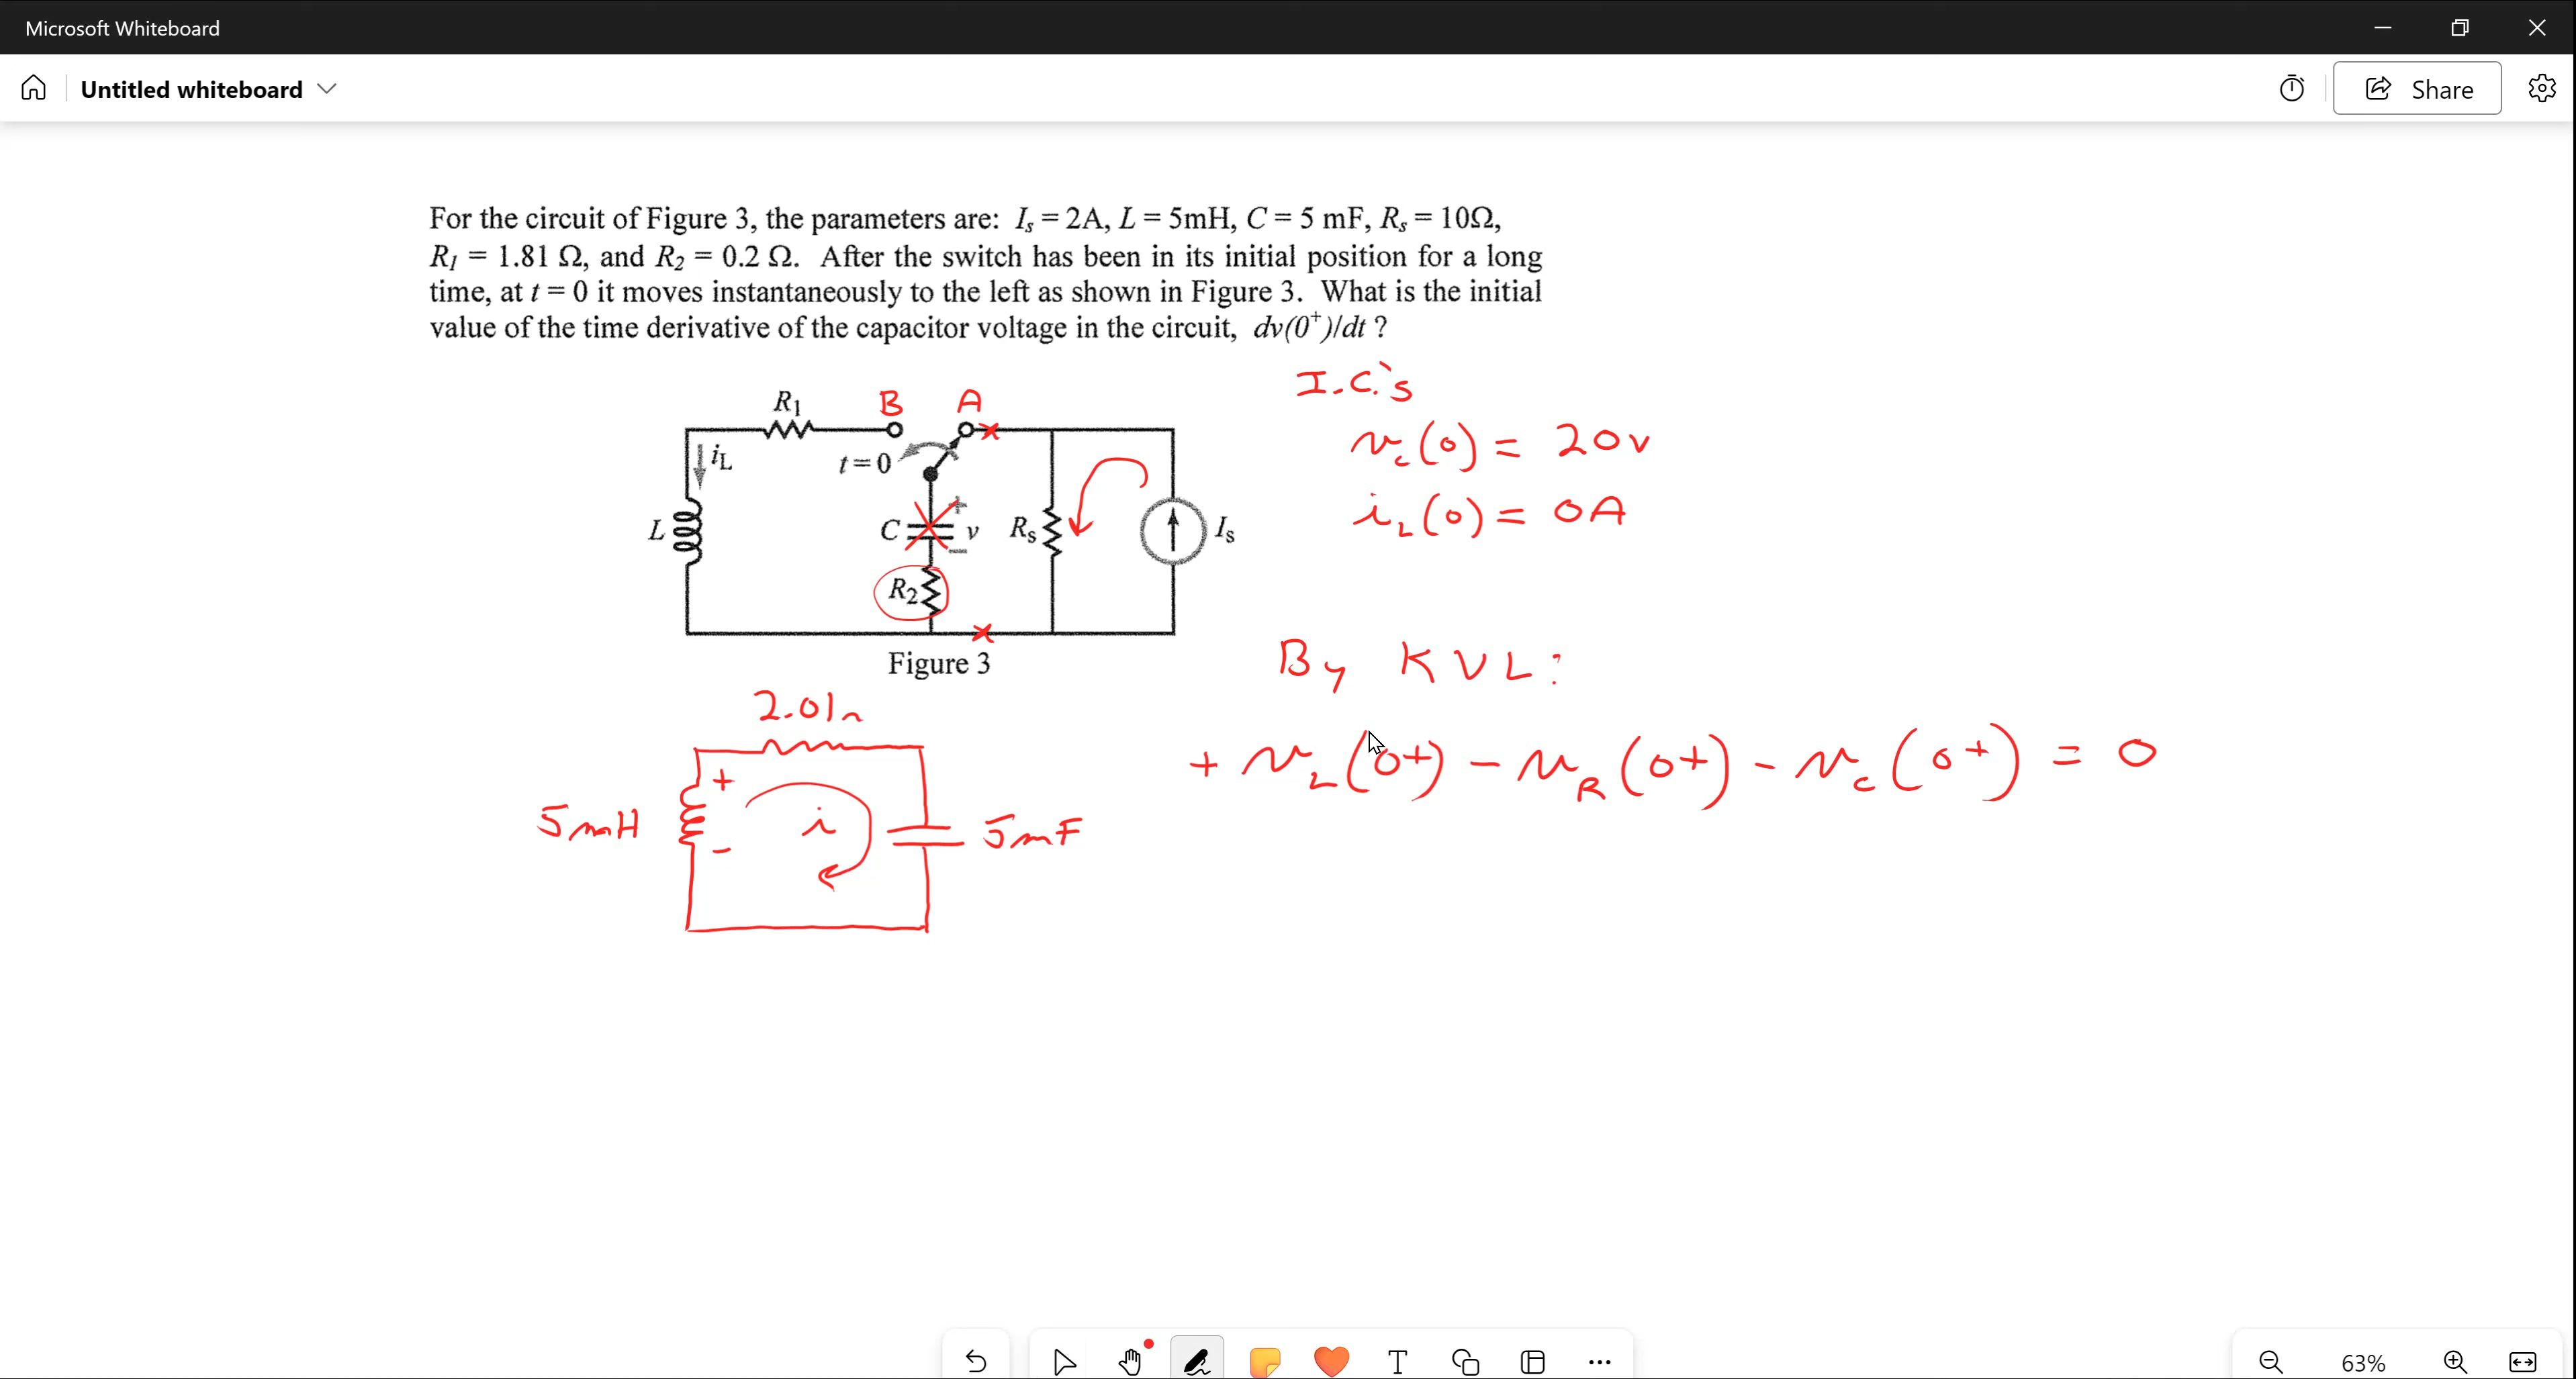 Microsoft Whiteboard
Untitled whiteboard
Share
For the circuit of Figure 3, the parameters are: Iₛ = 2A, L = 5mH, C = 5 mF, Rₛ = 10Ω,
R₁ = 1.81 Ω, and R₂ = 0.2 Ω. After the switch has been in its initial position for a long
time, at t = 0 it moves instantaneously to the left as shown in Figure 3. What is the initial
value of the time derivative of the capacitor voltage in the circuit, dv(0⁺)/dt ?
I.C.'s
v_c(0) = 20v
i_L(0) = 0A
R₁ B A
iL t = 0
L C + v − Rs Is
R₂
Figure 3
By KVL:
+ v_L(0+) - v_R(0+) - v_c(0+) = 0
2.01Ω
+
5mH i 5mF
-
T
63%